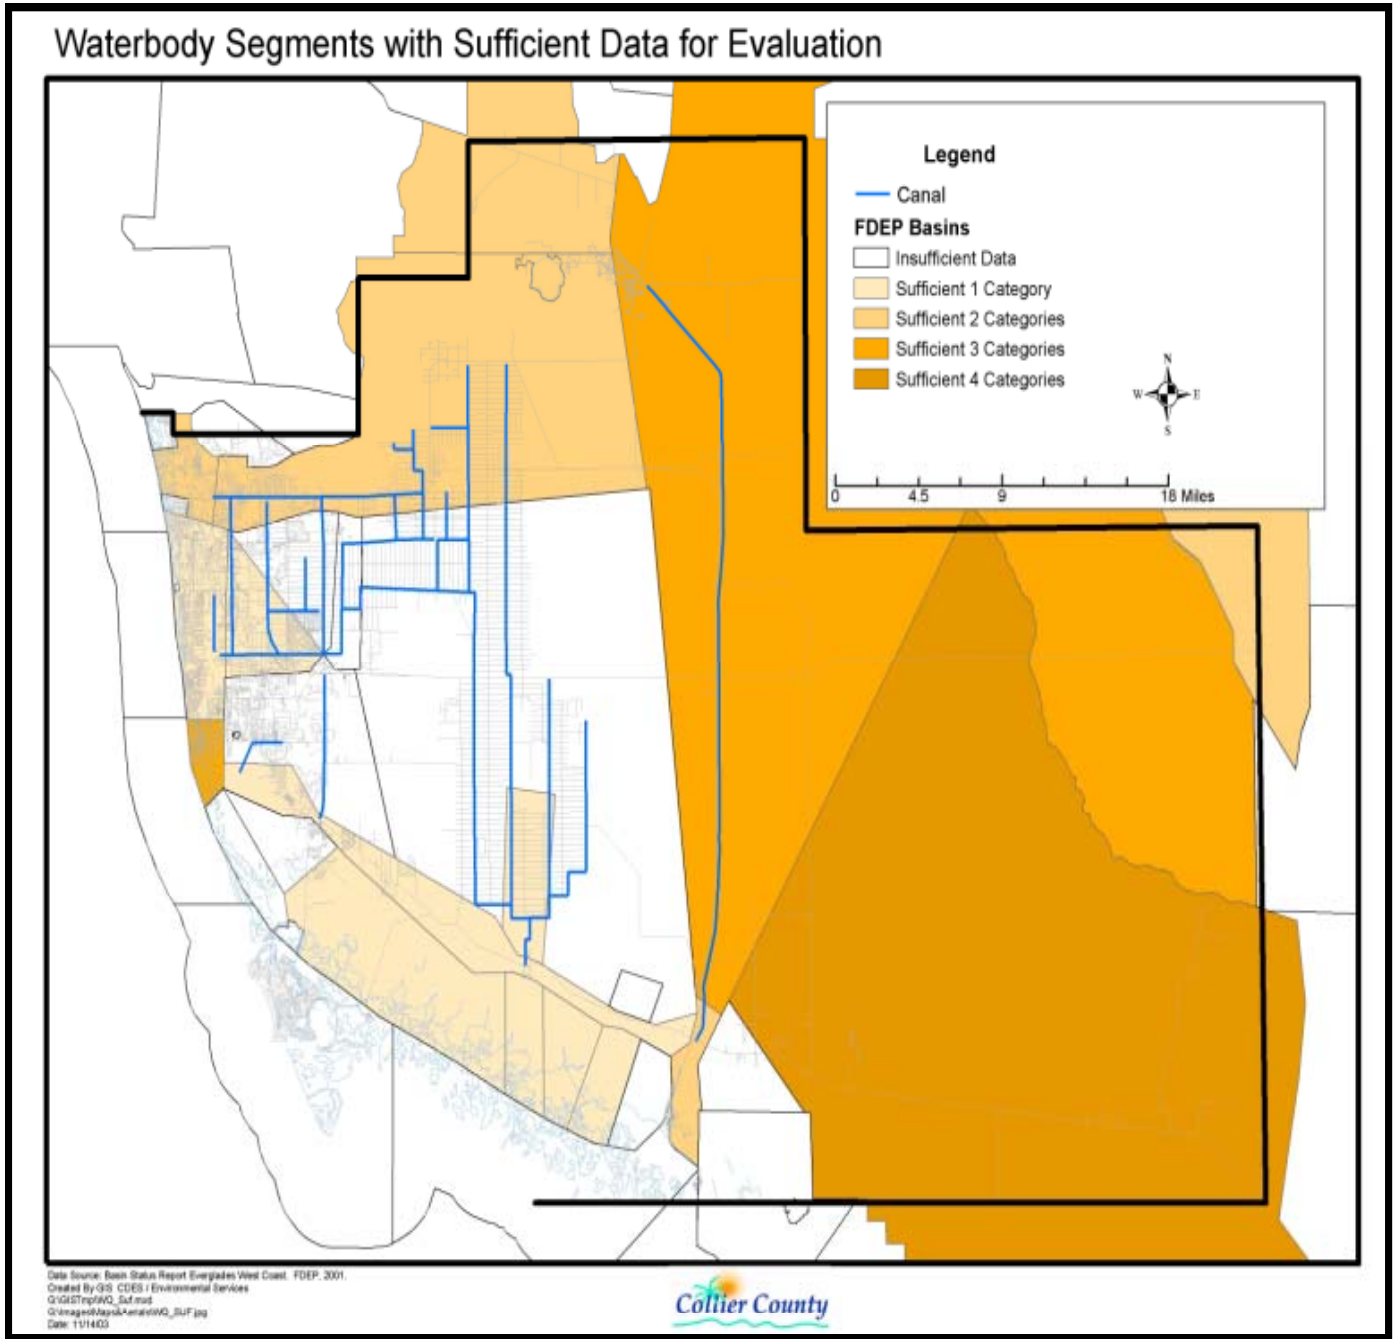 Waterbody Segments with Sufficient Data for Evaluation
Legend
Canal
FDEP Basins
Insufficient Data
Sufficient 1 Category
Sufficient 2 Categories
Sufficient 3 Categories
Sufficient 4 Categories
N
W E
S
0 4.5 9 18 Miles
Data Source: Basin Status Report Everglades West Coast. FDEP, 2001.
Created By GIS CDES / Environmental Services
Date: 11/14/03
Collier County